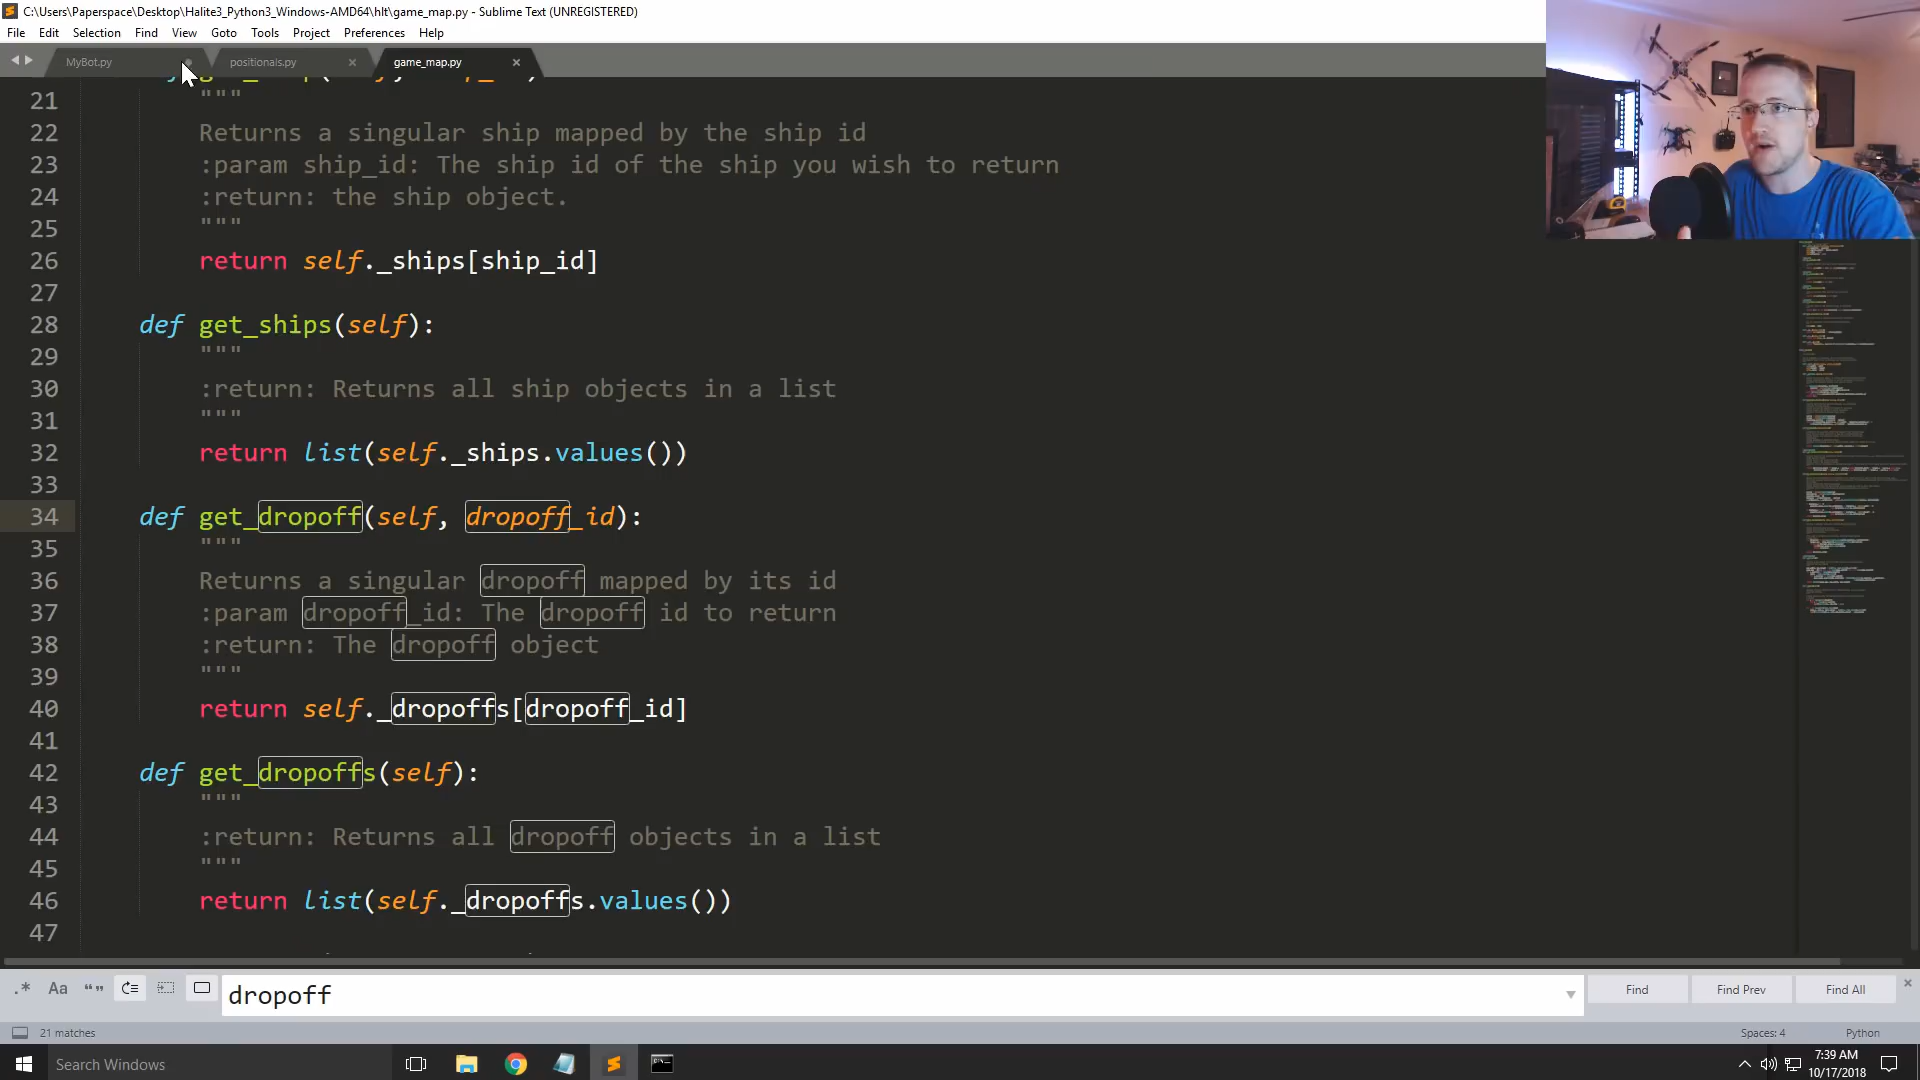 C:\Users\Paperspace\Desktop\Halite3_Python3_Windows-AMD64\hlt\game_map.py - Sublime Text (UNREGISTERED)
File Edit Selection Find View Goto Tools Project Preferences Help
MyBot.py positionals.py game_map.py
21 """
22 Returns a singular ship mapped by the ship id
23 :param ship_id: The ship id of the ship you wish to return
24 :return: the ship object.
25 """
26 return self._ships[ship_id]
27
28 def get_ships(self):
29 """
30 :return: Returns all ship objects in a list
31 """
32 return list(self._ships.values())
33
34 def get_dropoff(self, dropoff_id):
35 """
36 Returns a singular dropoff mapped by its id
37 :param dropoff_id: The dropoff id to return
38 :return: The dropoff object
39 """
40 return self._dropoffs[dropoff_id]
41
42 def get_dropoffs(self):
43 """
44 :return: Returns all dropoff objects in a list
45 """
46 return list(self._dropoffs.values())
47
.* Aa “” dropoff Find Find Prev Find All
21 matches Spaces: 4 Python
Search Windows 7:39 AM
10/17/2018